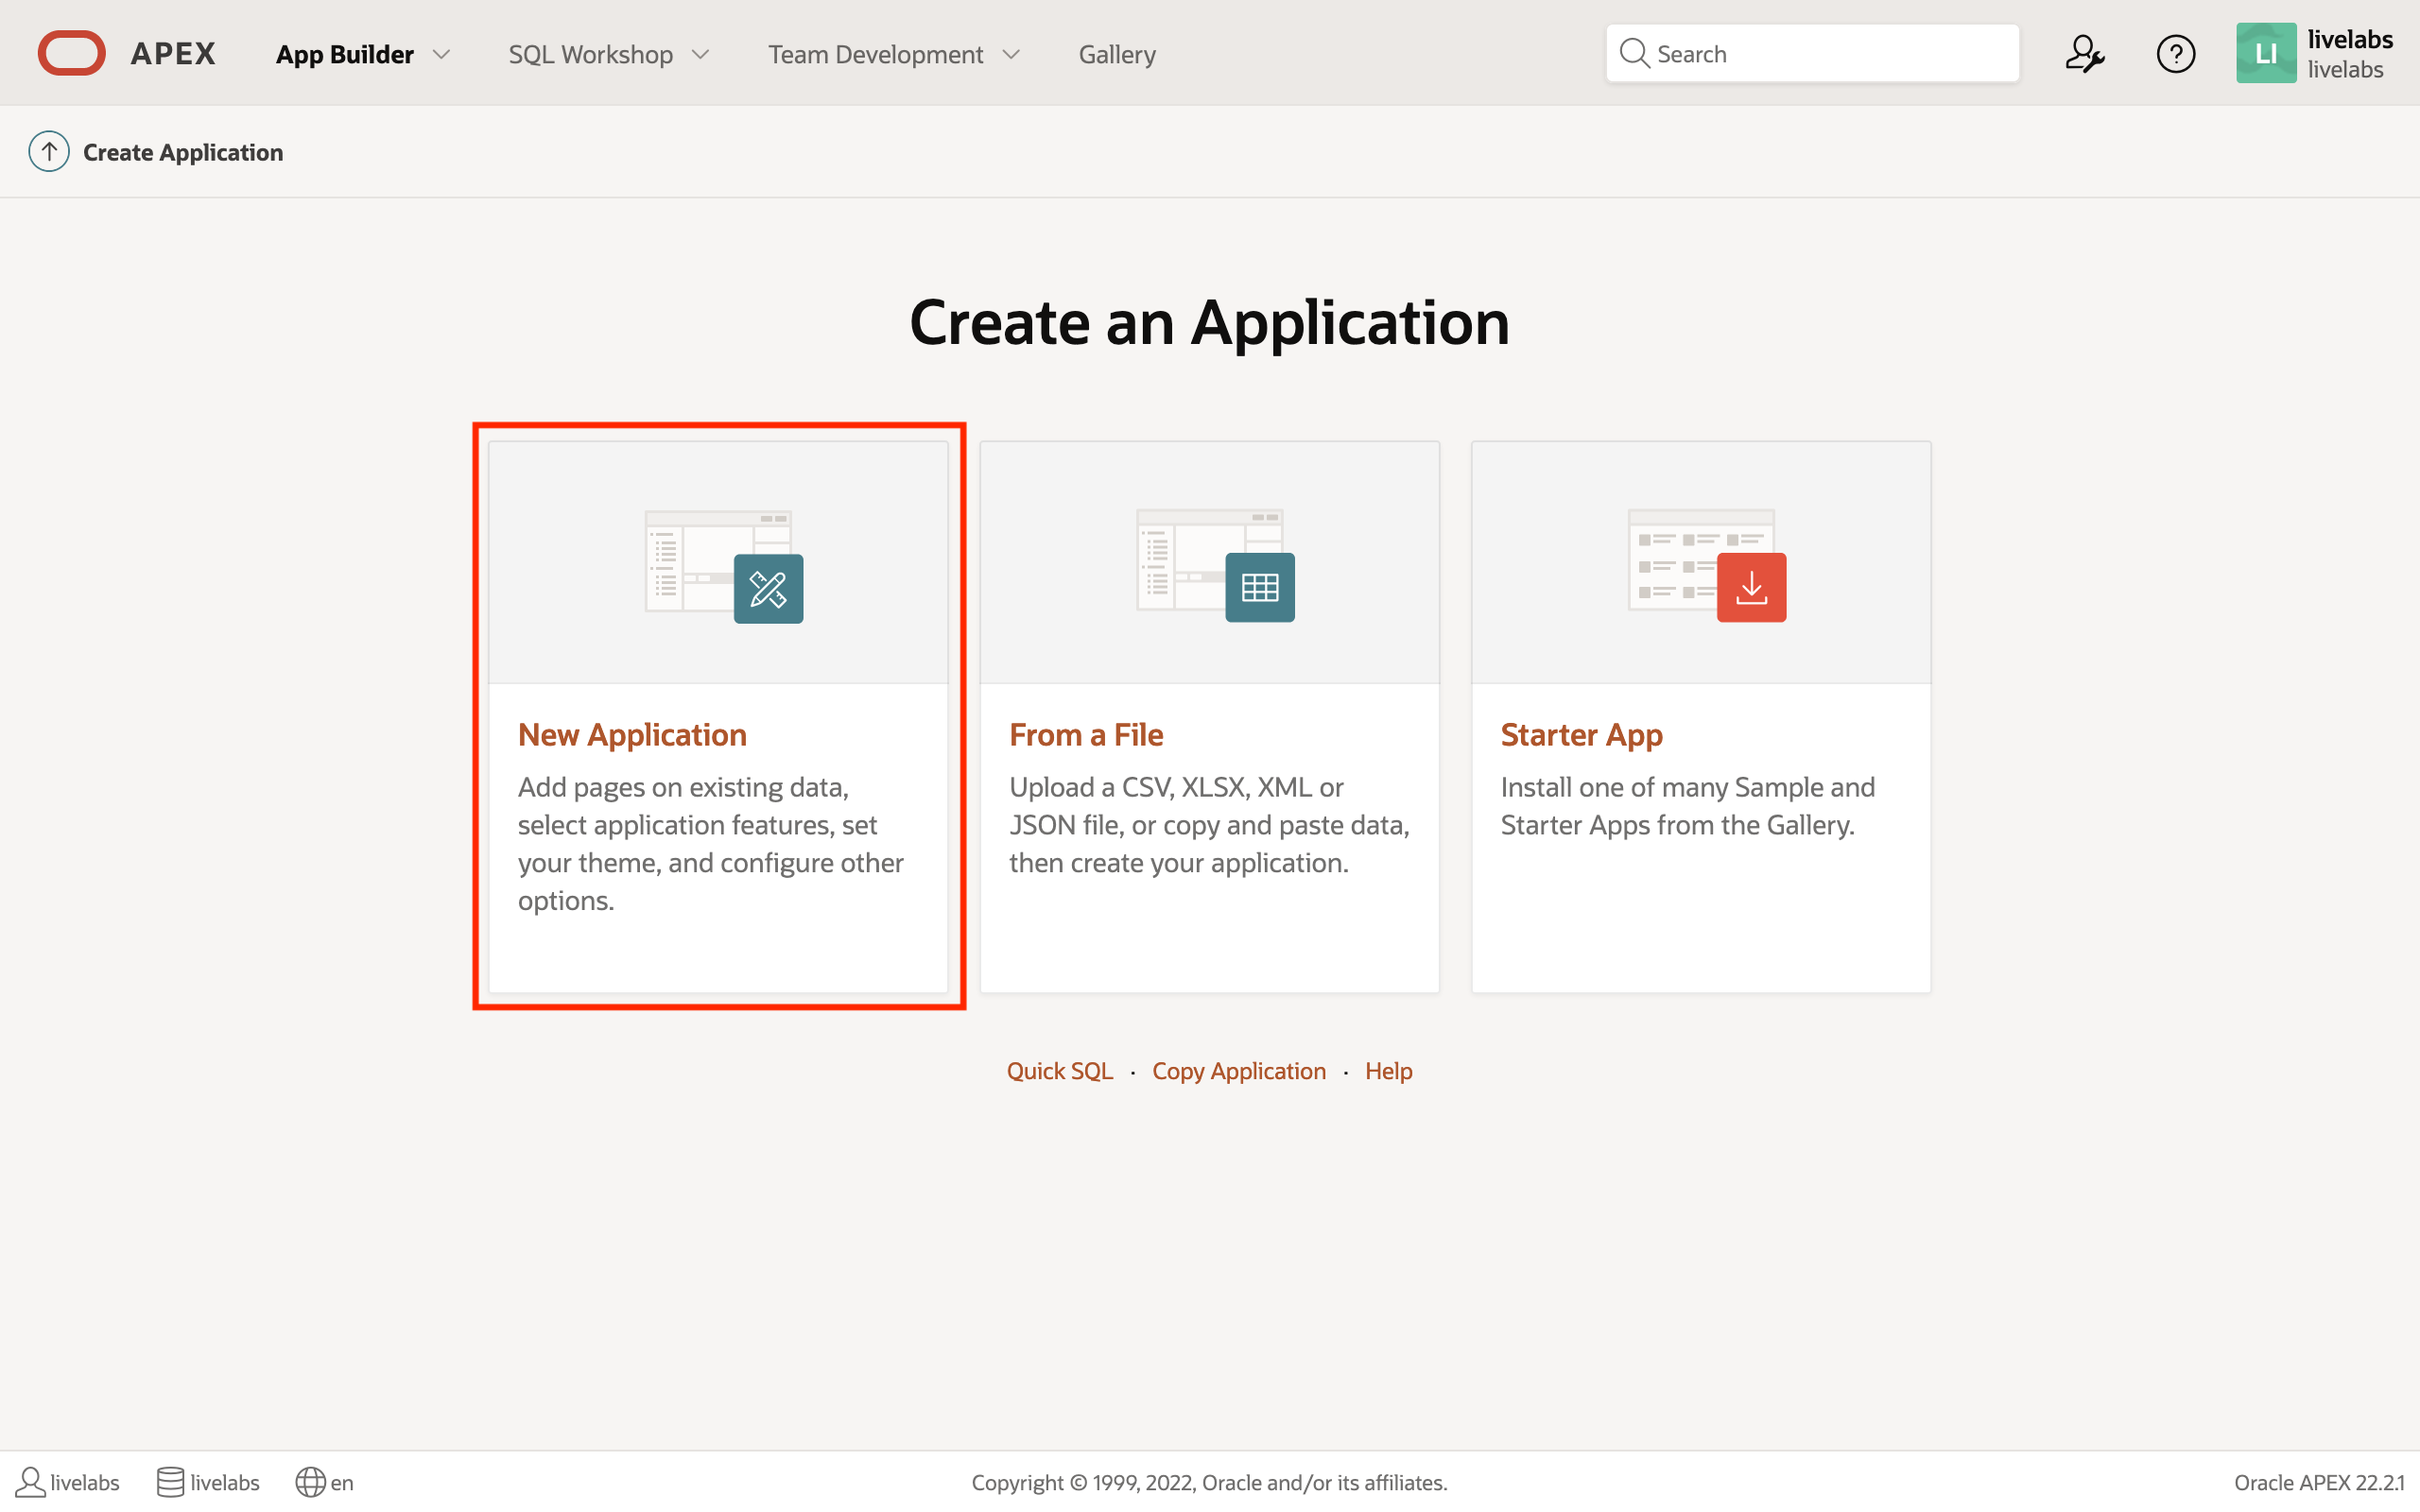 APEX App Builder SQL Workshop Team Development Gallery Search ? LI livelabs
livelabs
Create Application
Create an Application
New Application
Add pages on existing data,
select application features, set
your theme, and configure other
options.
From a File
Upload a CSV, XLSX, XML or
JSON file, or copy and paste data,
then create your application.
Starter App
Install one of many Sample and
Starter Apps from the Gallery.
Quick SQL · Copy Application · Help
livelabs livelabs en Copyright © 1999, 2022, Oracle and/or its affiliates. Oracle APEX 22.2.1